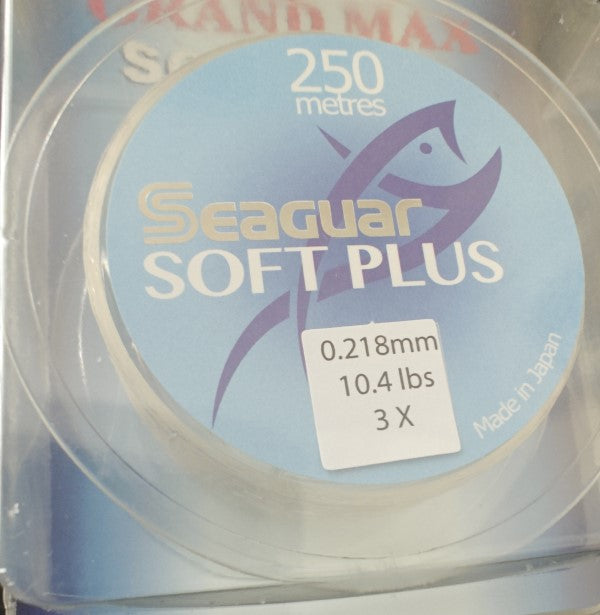 GRAND MAX
250
metres
Seaguar
SOFT PLUS
0.218mm
10.4 lbs
3 X
Made in Japan